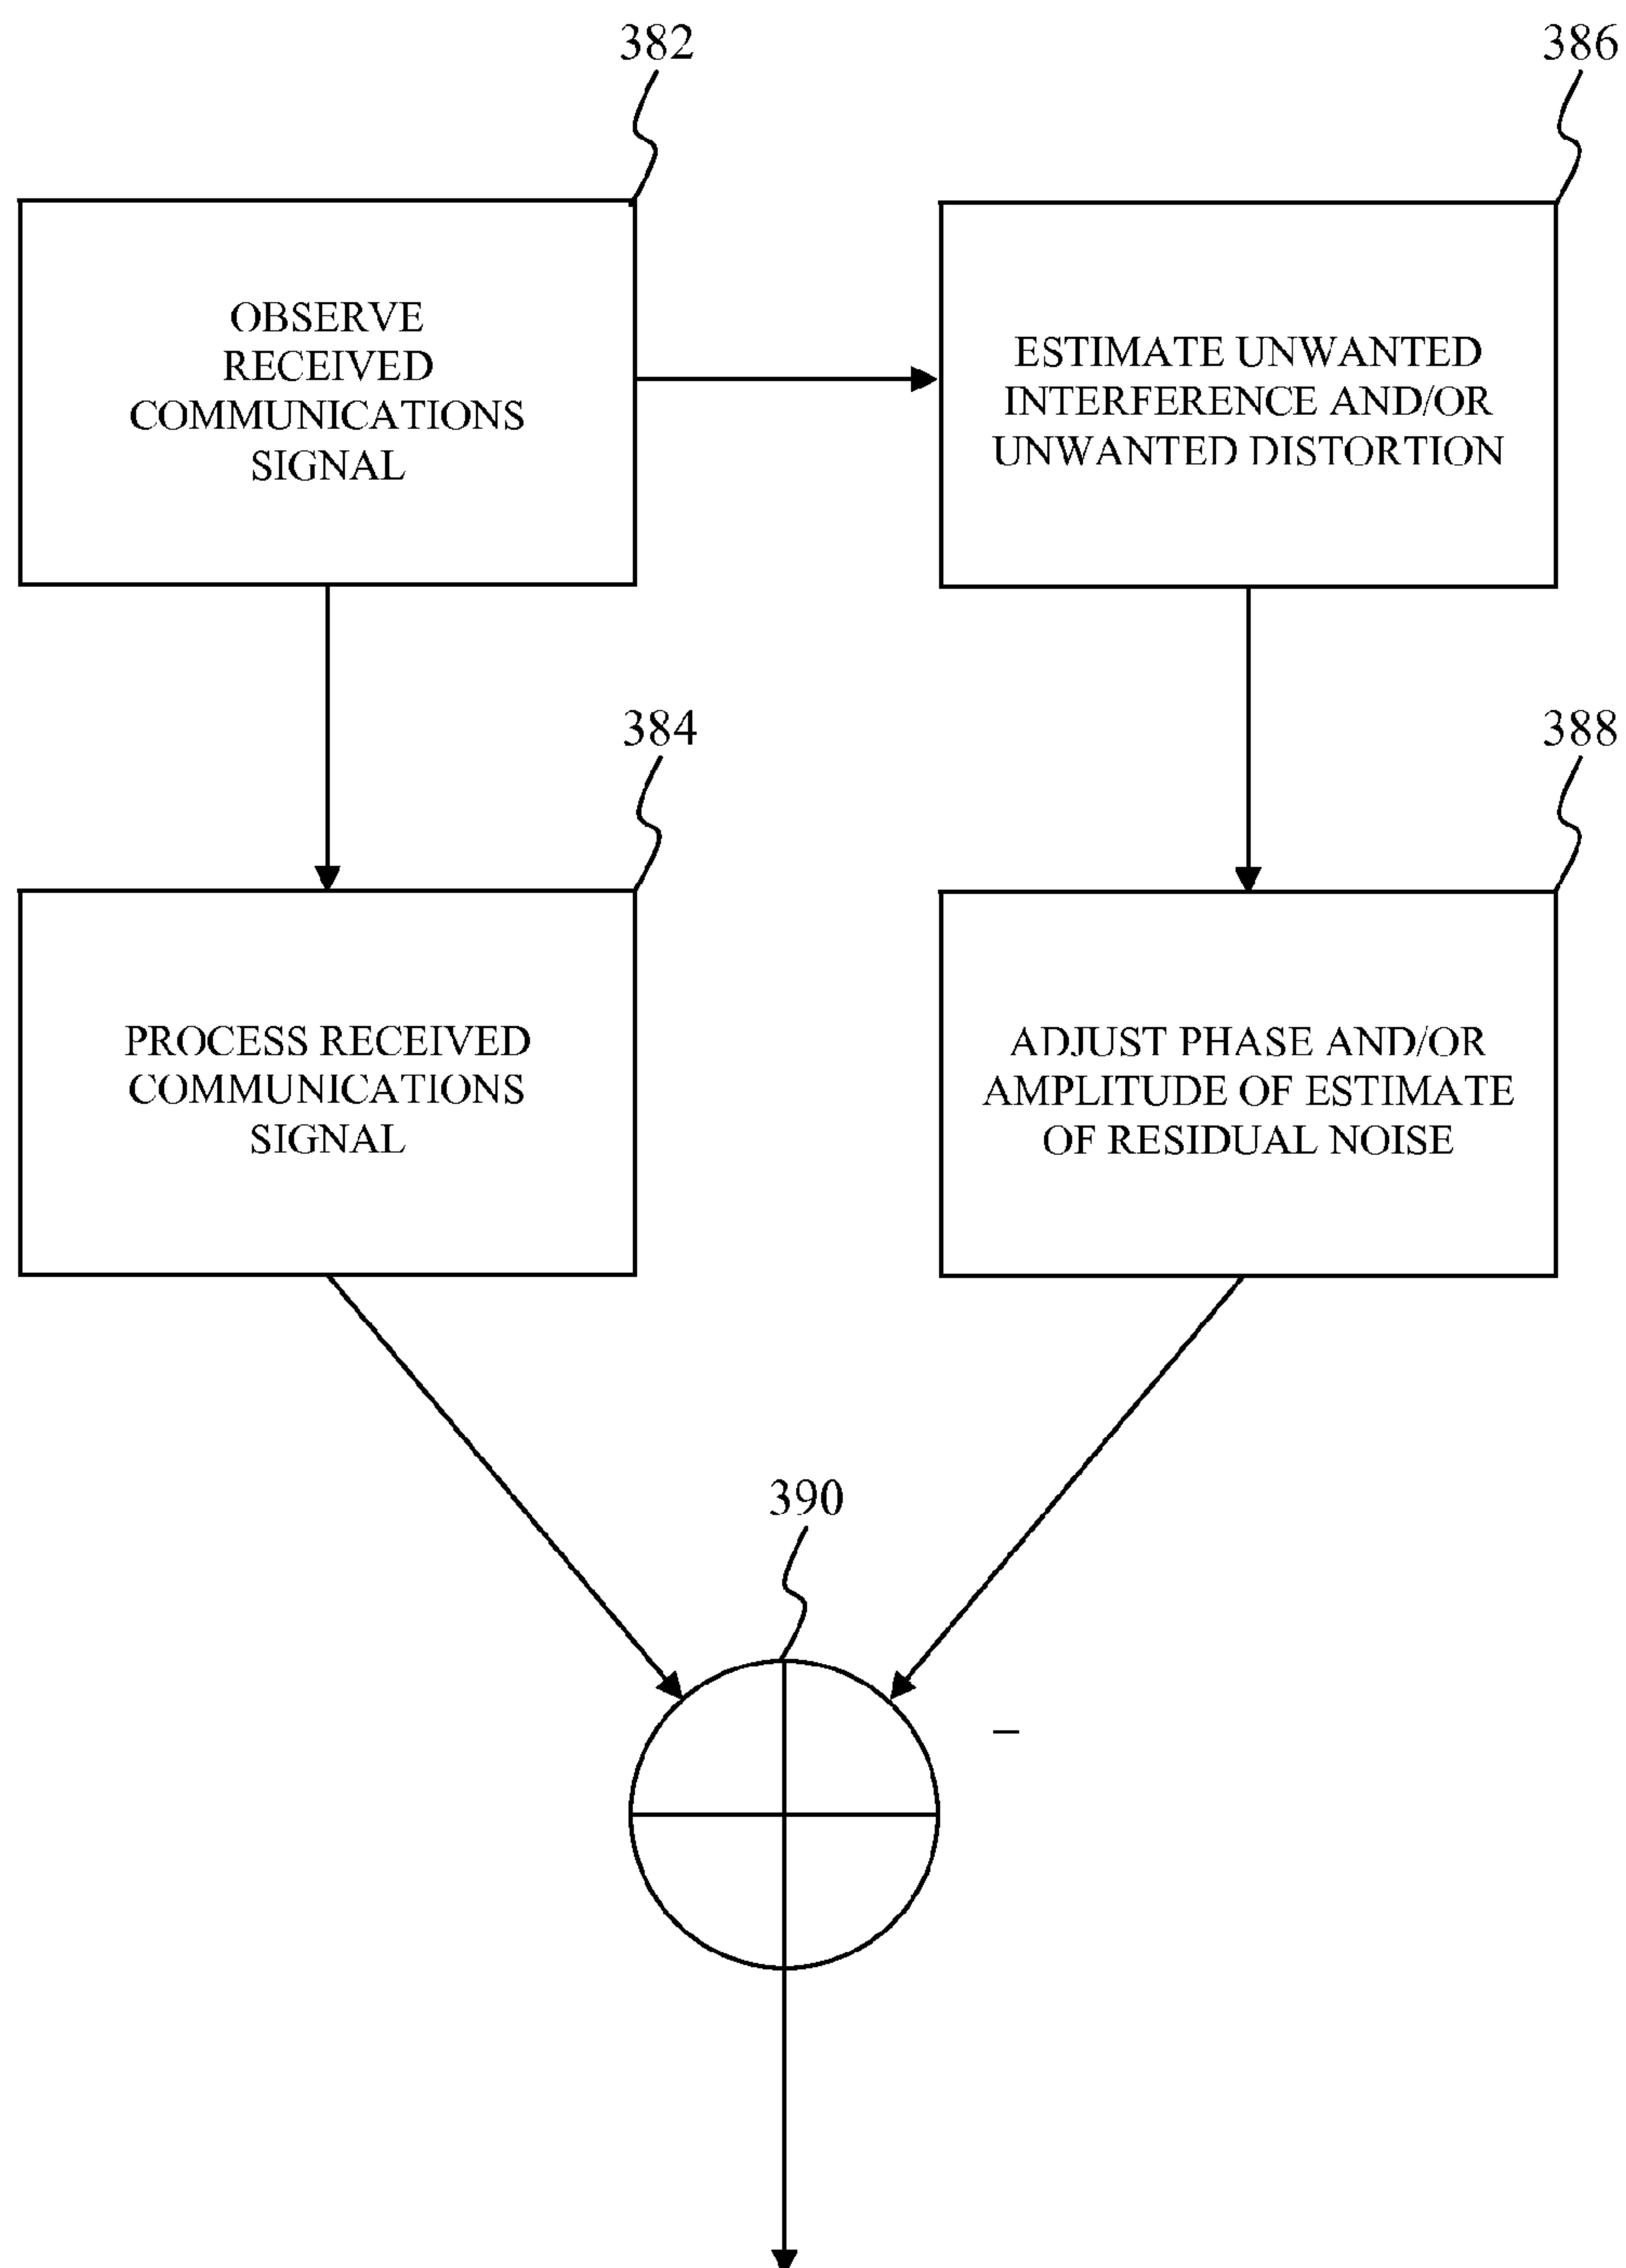 382
386
OBSERVE
RECEIVED
COMMUNICATIONS
SIGNAL
ESTIMATE UNWANTED
INTERFERENCE AND/OR
UNWANTED DISTORTION
384
388
PROCESS RECEIVED
COMMUNICATIONS
SIGNAL
ADJUST PHASE AND/OR
AMPLITUDE OF ESTIMATE
OF RESIDUAL NOISE
390
–